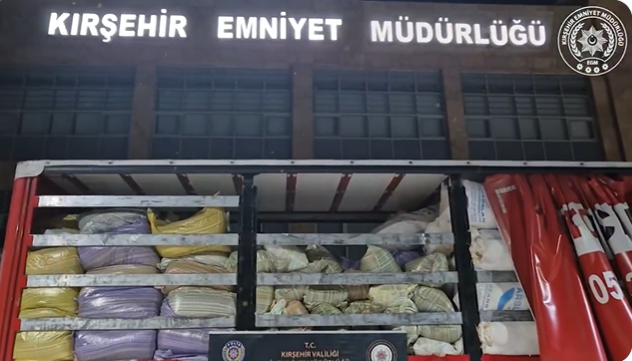 KIRŞEHİR EMNİYET MÜDÜRLÜĞÜ
KIRŞEHİR EMNİYET MÜDÜRLÜĞÜ
EGM
05
T.C.
KIRŞEHİR VALİLİĞİ